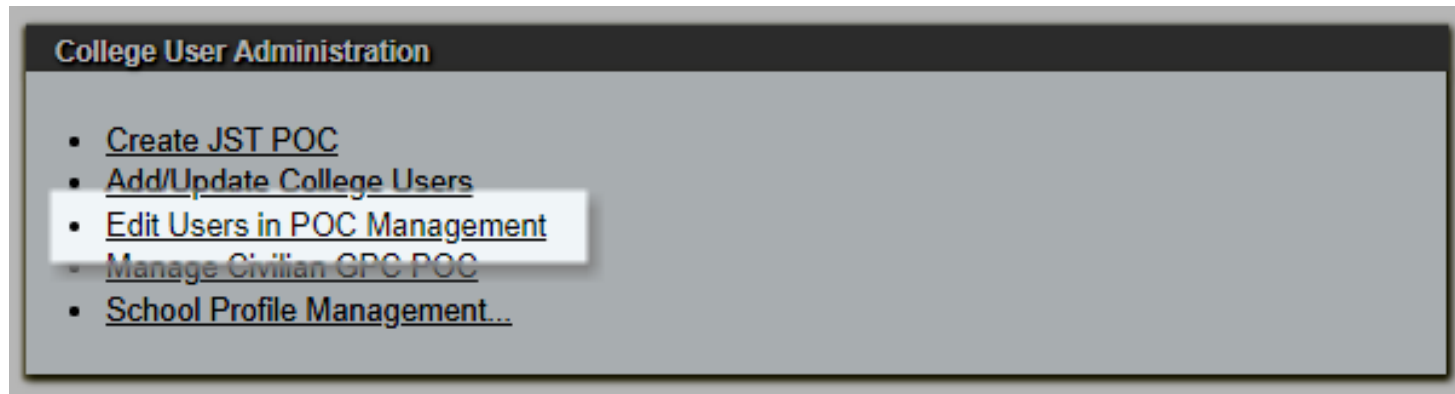 College User Administration
Create JST POC
Add/Update College Users
Edit Users in POC Management
Manage Civilian GPC POC
School Profile Management...